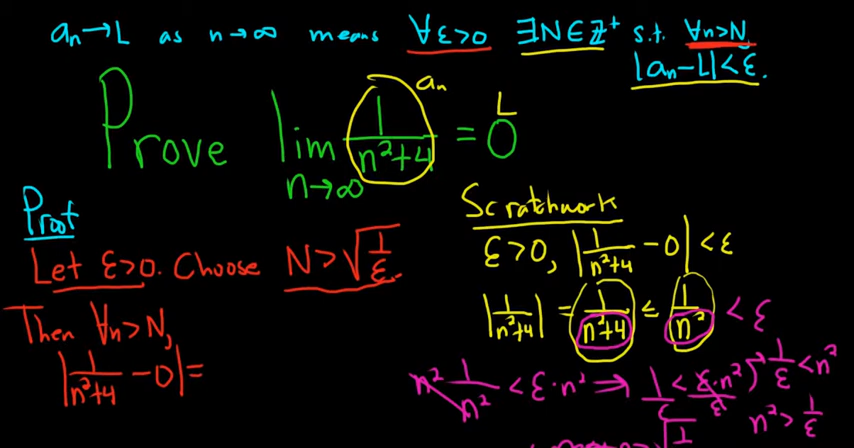 aₙ→L as n→∞ means ∀ε>0 ∃N∈ℤ⁺ s.t. ∀n>N,
|aₙ-L|<ε.
aₙ
L
Prove lim n→∞ 1/(n²+4) = 0
Proof
Let ε>0. Choose N>√(1/ε).
Then ∀n>N,
|1/(n²+4) - 0| =
Scratchwork
ε>0, |1/(n²+4) - 0| < ε
|1/(n²+4)| = 1/(n²+4) ≤ 1/n² < ε
n² · 1/n² < ε·n² ⟹ 1/ε < ε·n²/ε → 1/ε < n²
n² > 1/ε
√1